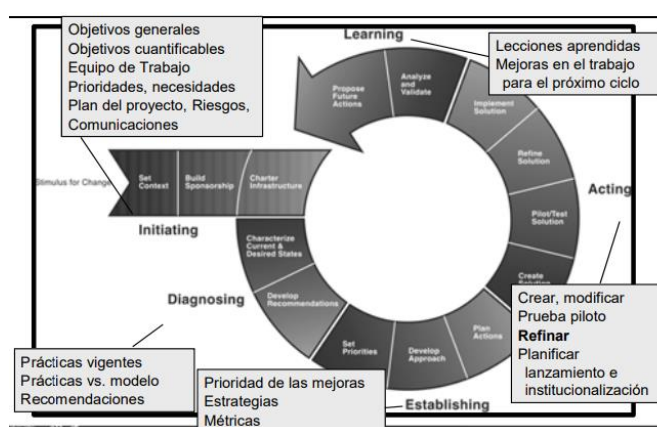 Objetivos generales
Objetivos cuantificables
Equipo de Trabajo
Prioridades, necesidades
Plan del proyecto, Riesgos,
Comunicaciones
Learning
Lecciones aprendidas
Mejoras en el trabajo
para el próximo ciclo
Propose
Future
Actions
Analyze
and
Validate
Implement
Solution
Refine
Solution
Pilot/Test
Solution
Create
Acting
Stimulus for Change
Set
Context
Build
Sponsorship
Charter
Infrastructure
Initiating
Characterize
Current &
Desired States
Develop
Recommendations
Diagnosing
Set
Priorities
Develop
Approach
Plan
Actions
Establishing
Crear, modificar
Prueba piloto
Refinar
Planificar
lanzamiento e
institucionalización
Prácticas vigentes
Prácticas vs. modelo
Recomendaciones
Prioridad de las mejoras
Estrategias
Métricas